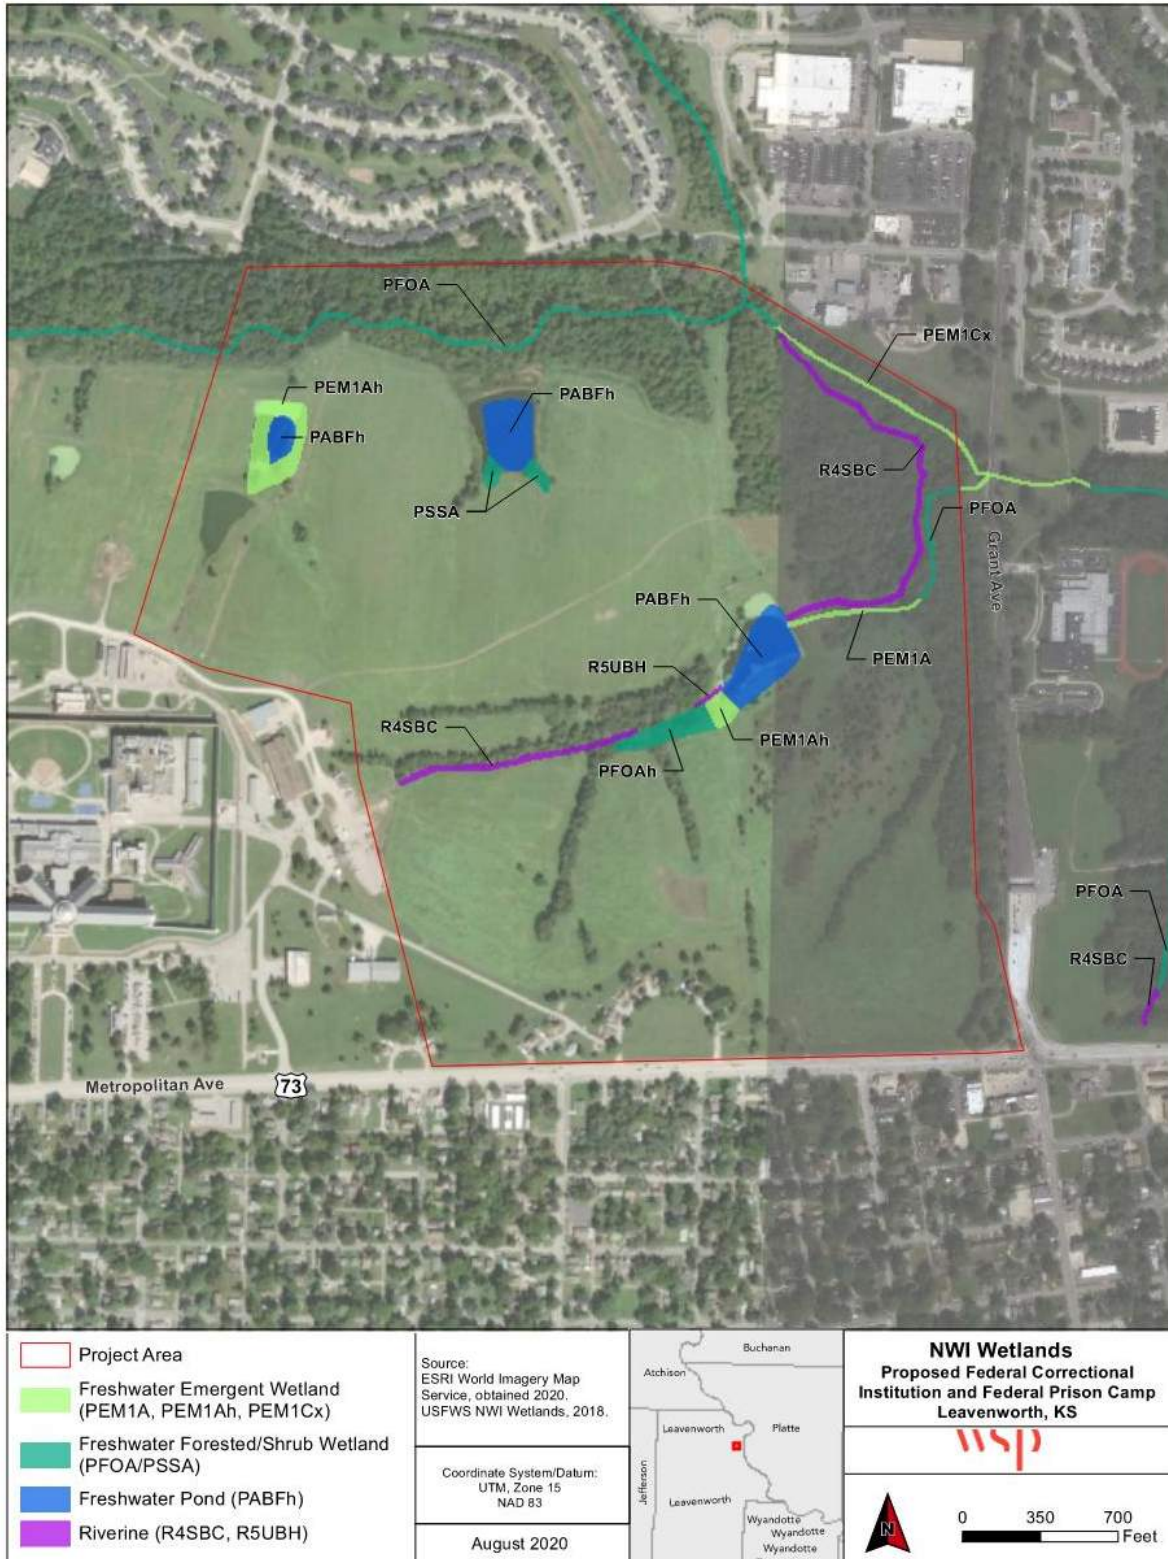 PFOA
PEM1Cx
PEM1Ah
PABFh
PABFh
R4SBC
PSSA
PFOA
Grant Ave
PABFh
PEM1A
R5UBH
R4SBC
PEM1Ah
PFOAh
PFOA
R4SBC
Metropolitan Ave
73
Project Area
Freshwater Emergent Wetland
(PEM1A, PEM1Ah, PEM1Cx)
Freshwater Forested/Shrub Wetland
(PFOA/PSSA)
Freshwater Pond (PABFh)
Riverine (R4SBC, R5UBH)
Source:
ESRI World Imagery Map
Service, obtained 2020.
USFWS NWI Wetlands, 2018.
Coordinate System/Datum:
UTM, Zone 15
NAD 83
August 2020
Buchanan
Atchison
Leavenworth
Platte
Jefferson
Leavenworth
Wyandotte
Wyandotte
Wyandotte
NWI Wetlands
Proposed Federal Correctional
Institution and Federal Prison Camp
Leavenworth, KS
wsp
N
0 350 700
Feet